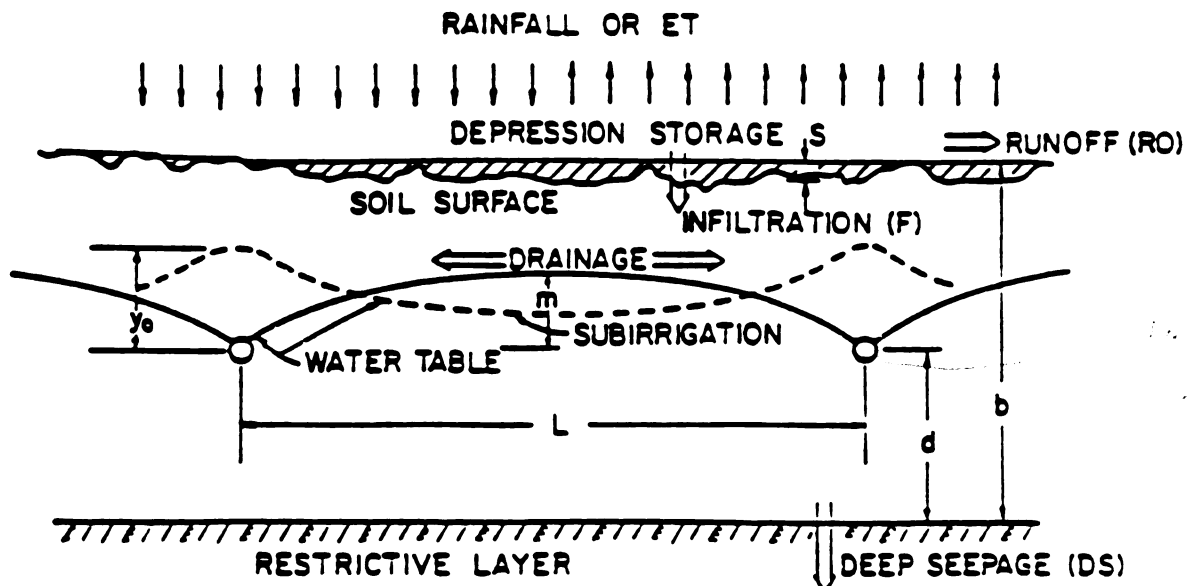 RAINFALL OR ET
DEPRESSION STORAGE S
RUNOFF (RO)
SOIL SURFACE
INFILTRATION (F)
DRAINAGE
m
yo
SUBIRRIGATION
WATER TABLE
L
d
b
RESTRICTIVE LAYER
DEEP SEEPAGE (DS)